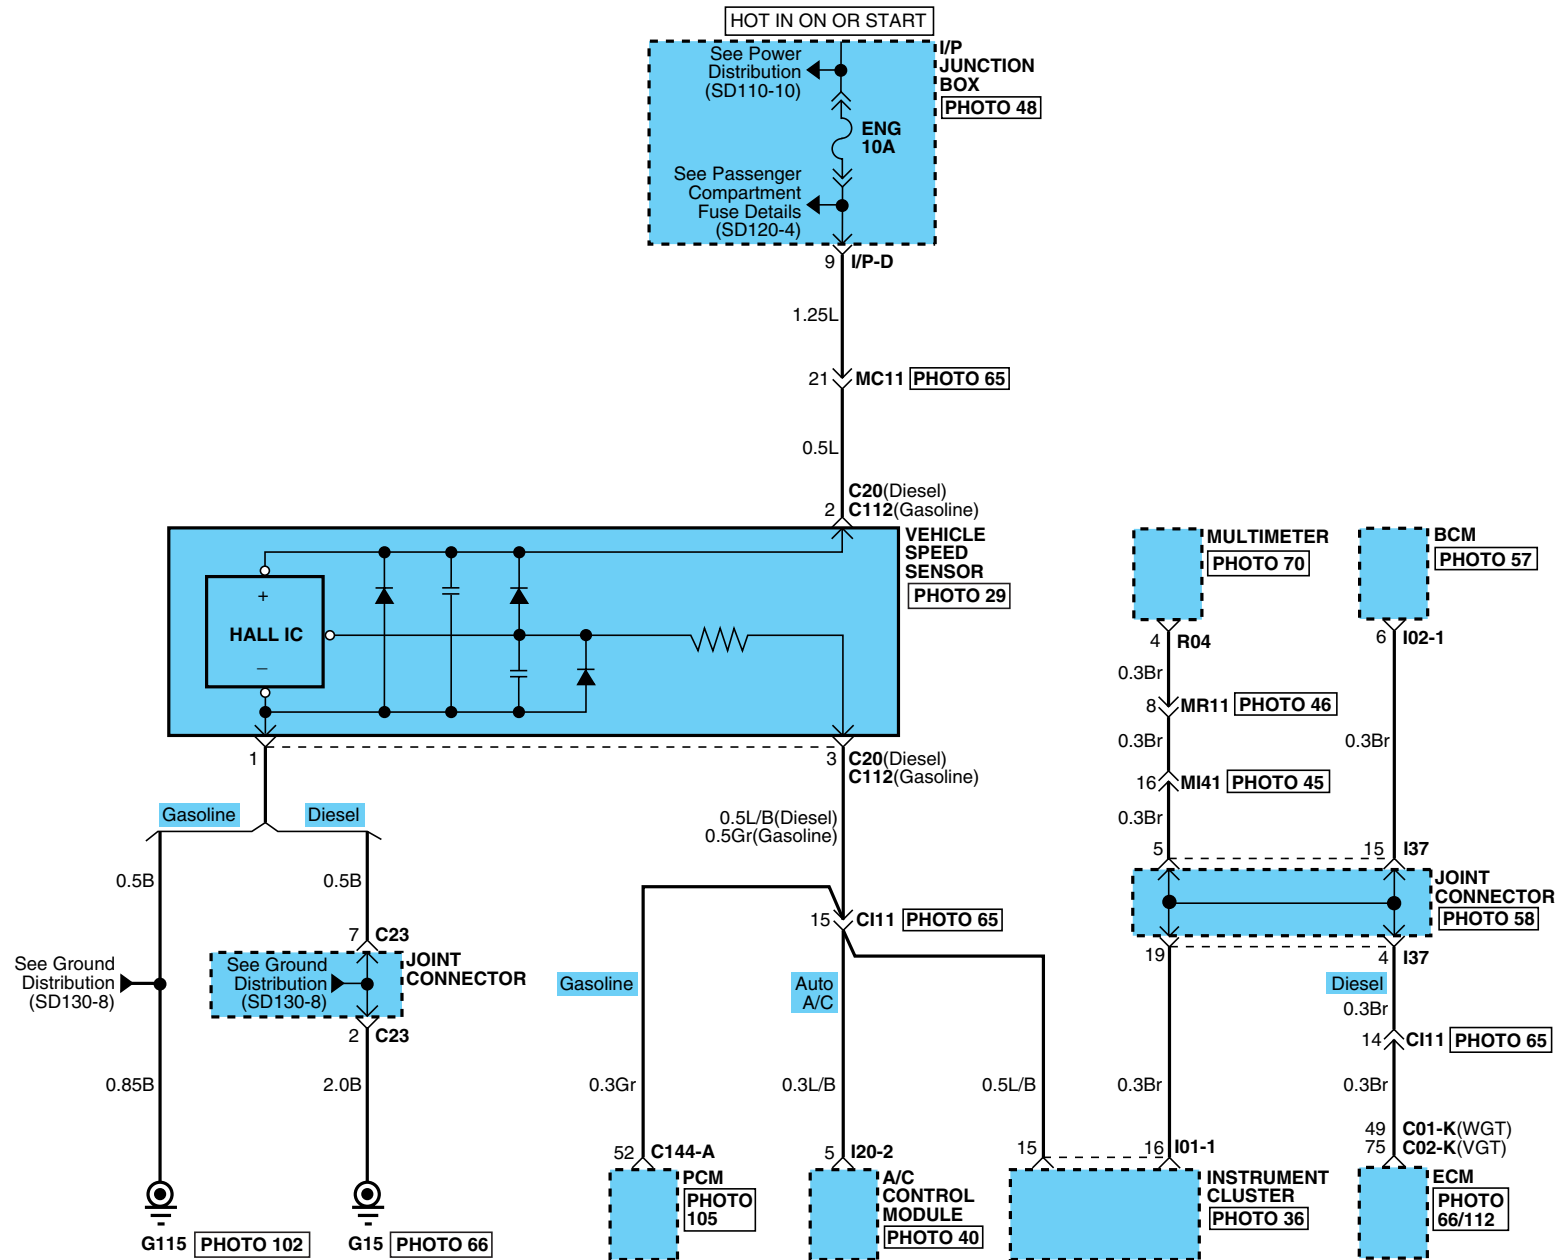 HOT IN ON OR START
I/P
JUNCTION
BOX
PHOTO 48
See Power
Distribution
(SD110-10)
ENG
10A
See Passenger
Compartment
Fuse Details
(SD120-4)
9 I/P-D
1.25L
21 MC11 PHOTO 65
0.5L
C20(Diesel)
2 C112(Gasoline)
VEHICLE
SPEED
SENSOR
PHOTO 29
+
HALL IC
–
1
3 C20(Diesel)
C112(Gasoline)
MULTIMETER
PHOTO 70
BCM
PHOTO 57
4 R04
6 I02-1
0.3Br
8 MR11 PHOTO 46
0.3Br
0.3Br
16 MI41 PHOTO 45
0.3Br
5
15 I37
JOINT
CONNECTOR
PHOTO 58
19
4 I37
Gasoline
Diesel
0.5L/B(Diesel)
0.5Gr(Gasoline)
0.5B
0.5B
7 C23
JOINT
CONNECTOR
See Ground
Distribution
(SD130-8)
See Ground
Distribution
(SD130-8)
2 C23
0.85B
2.0B
G115 PHOTO 102
G15 PHOTO 66
15 CI11 PHOTO 65
Gasoline
Auto
A/C
Diesel
0.3Br
14 CI11 PHOTO 65
0.3Gr
0.3L/B
0.5L/B
0.3Br
0.3Br
52 C144-A
5 I20-2
15
16 I01-1
49 C01-K(WGT)
75 C02-K(VGT)
PCM
PHOTO
105
A/C
CONTROL
MODULE
PHOTO 40
INSTRUMENT
CLUSTER
PHOTO 36
ECM
PHOTO
66/112